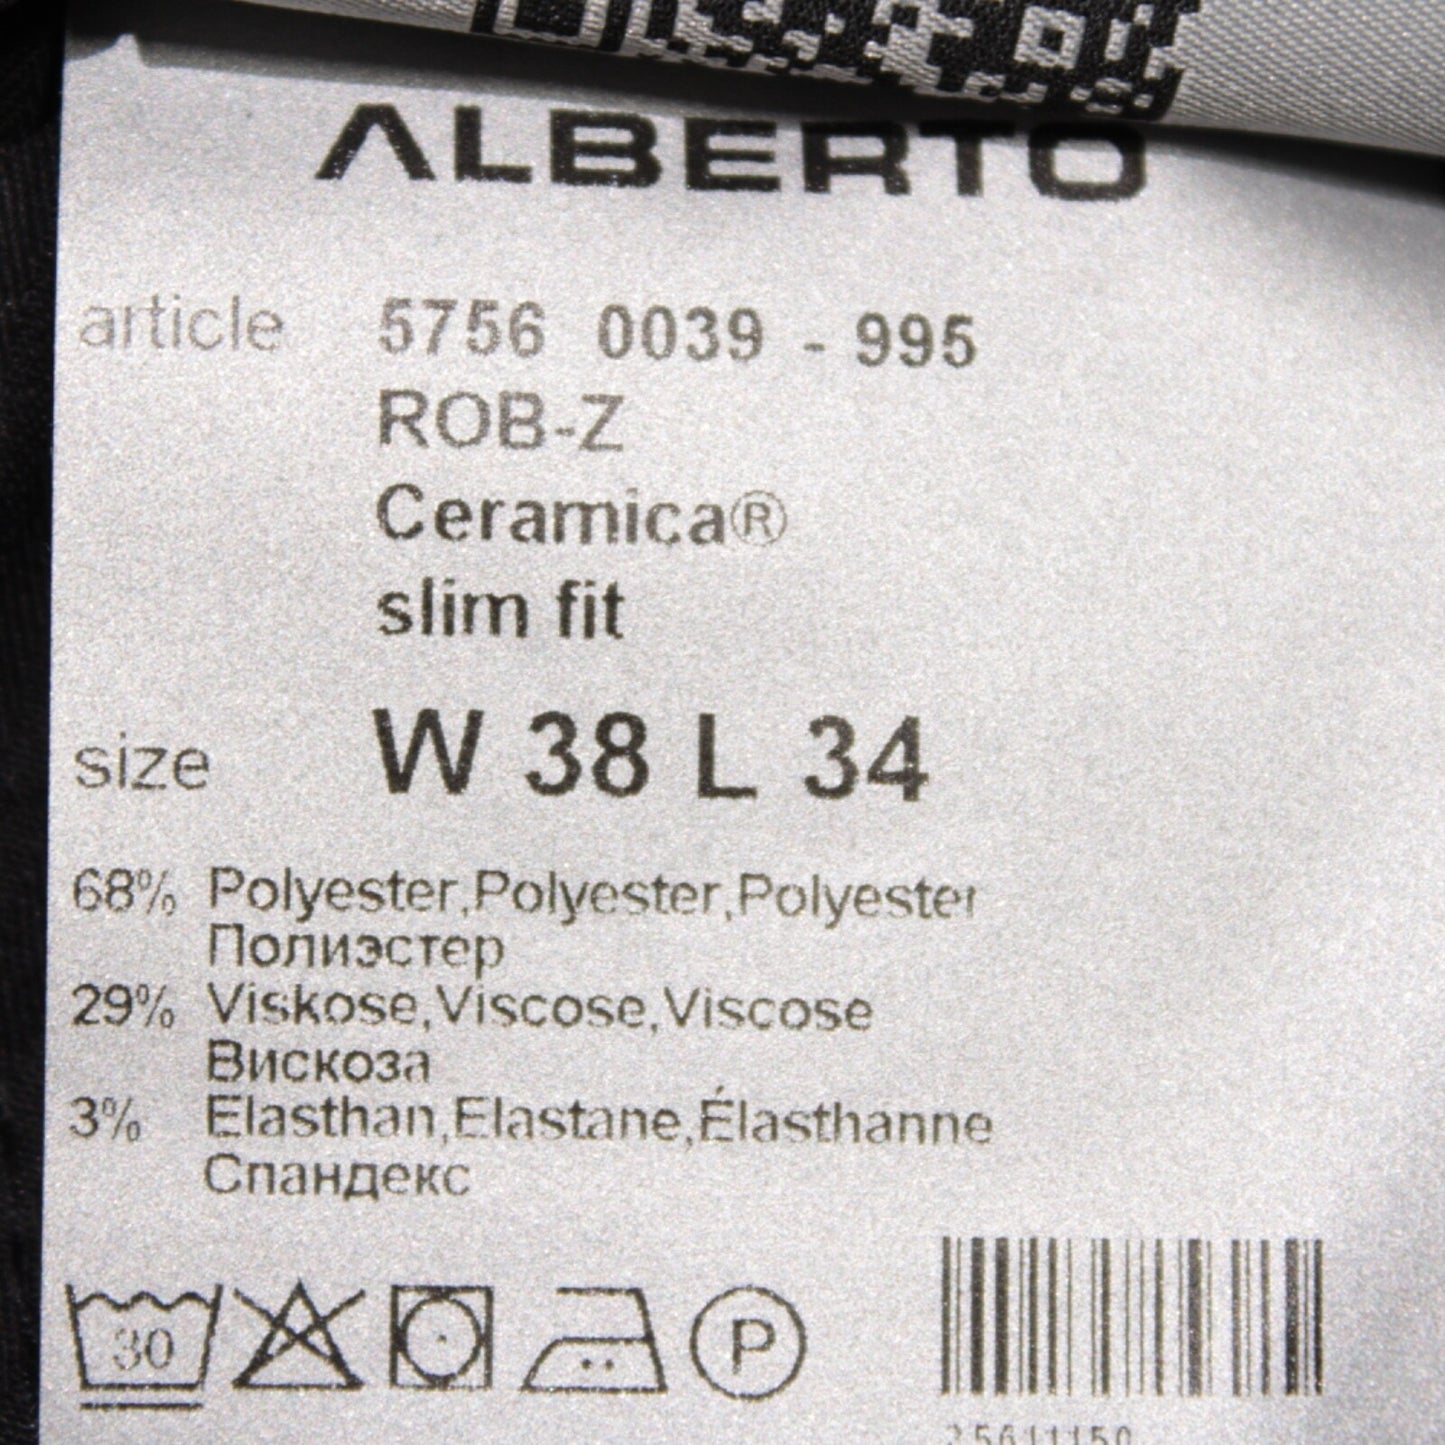 ALBERTO
article 5756 0039 - 995
ROB-Z
Ceramica®
slim fit
size W 38 L 34
68% Polyester,Polyester,Polyester
Полиэстер
29% Viskose,Viscose,Viscose
Вискоза
3% Elasthan,Elastane,Élasthanne
Спандекс
30
P